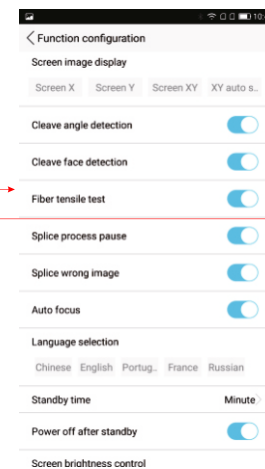 10:
Function configuration
Screen image display
Screen X Screen Y Screen XY XY auto s..
Cleave angle detection
Cleave face detection
Fiber tensile test
Splice process pause
Splice wrong image
Auto focus
Language selection
Chinese English Portug.. France Russian
Standby time Minute
Power off after standby
Screen brightness control